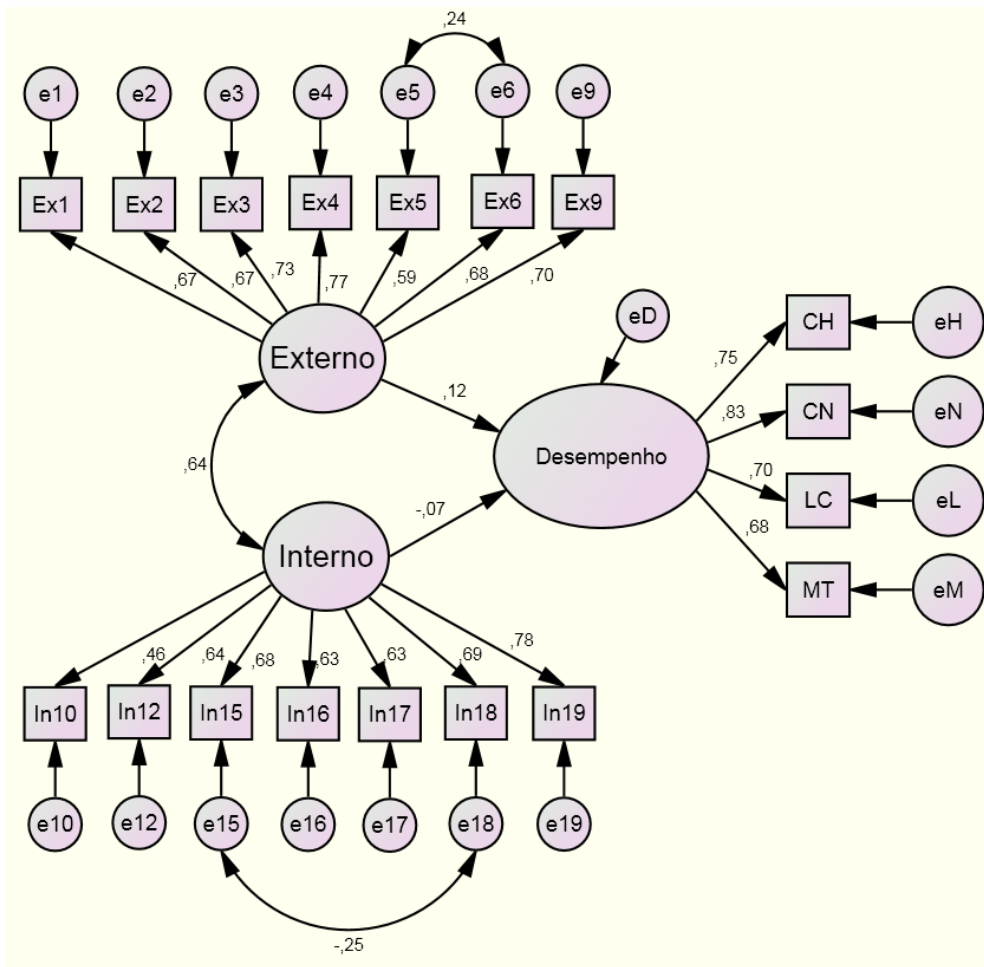 ,24
e1 e2 e3 e4 e5 e6 e9
Ex1 Ex2 Ex3 Ex4 Ex5 Ex6 Ex9
,67 ,67 ,73 ,77 ,59 ,68 ,70
Externo
eD
,12
,64
Interno
-,07
Desempenho
,75 ,83 ,70 ,68
CH eH
CN eN
LC eL
MT eM
,46 ,64 ,68 ,63 ,63 ,69 ,78
In10 In12 In15 In16 In17 In18 In19
e10 e12 e15 e16 e17 e18 e19
-,25